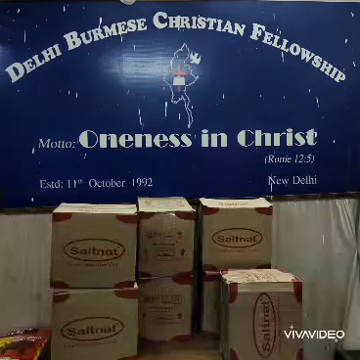 DELHI BURMESE CHRISTIAN FELLOWSHIP
Motto: Oneness in Christ
(Rome 12:5)
Estd: 11th October 1992
New Delhi
Saitnat
Saitnat
Saitnat
Saitnat
VIVAVIDEO